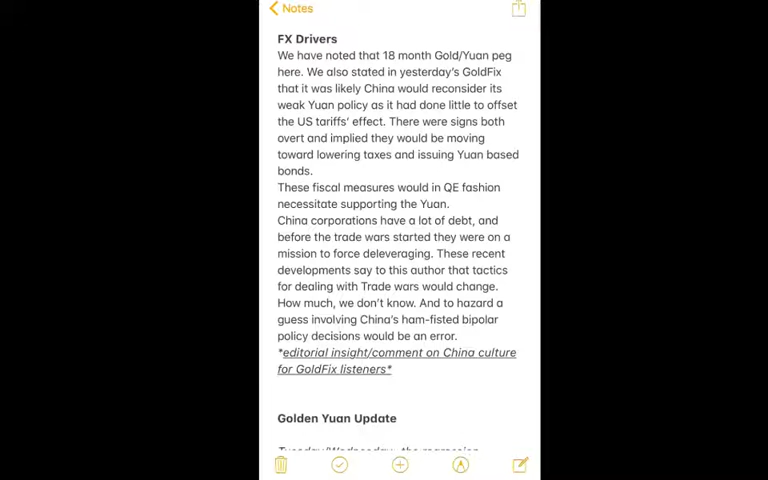 Notes
FX Drivers
We have noted that 18 month Gold/Yuan peg
here. We also stated in yesterday's GoldFix
that it was likely China would reconsider its
weak Yuan policy as it had done little to offset
the US tariffs' effect. There were signs both
overt and implied they would be moving
toward lowering taxes and issuing Yuan based
bonds.
These fiscal measures would in QE fashion
necessitate supporting the Yuan.
China corporations have a lot of debt, and
before the trade wars started they were on a
mission to force deleveraging. These recent
developments say to this author that tactics
for dealing with Trade wars would change.
How much, we don't know. And to hazard a
guess involving China's ham-fisted bipolar
policy decisions would be an error.
*editorial insight/comment on China culture
for GoldFix listeners*
Golden Yuan Update
Tuesday/Wednesday: the regression